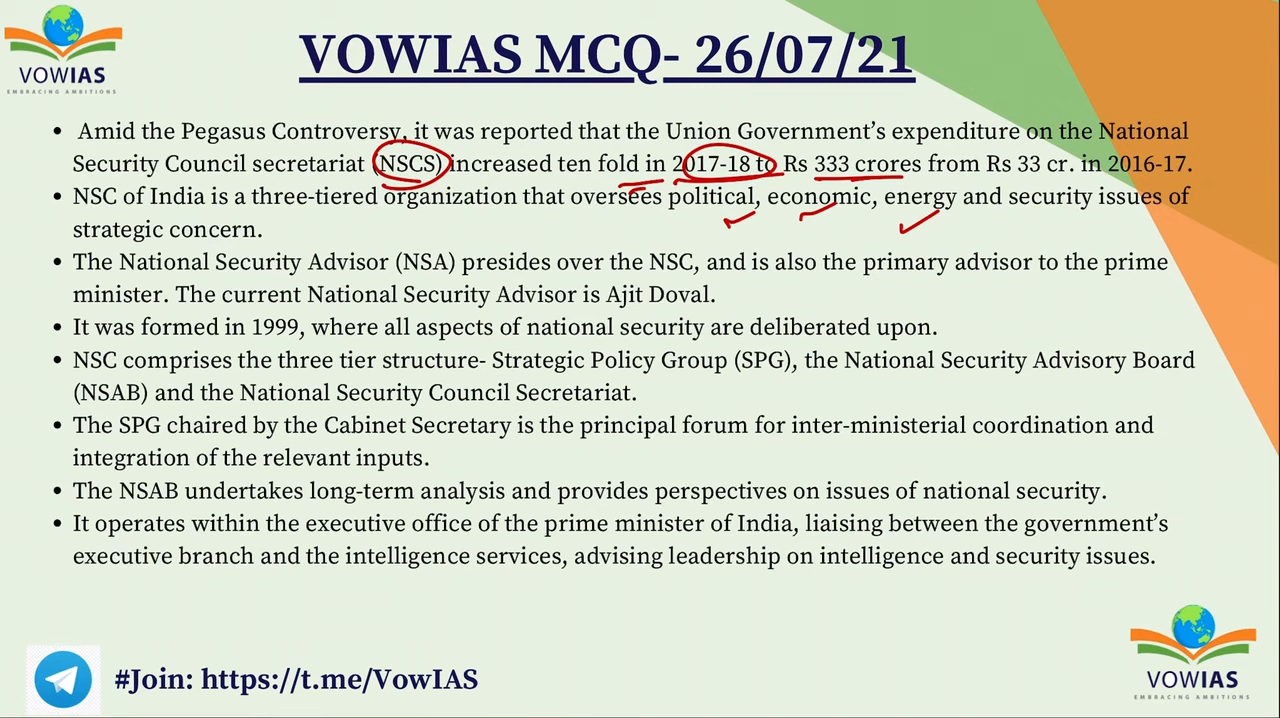 VOWIAS
EMBRACING AMBITIONS
VOWIAS MCQ- 26/07/21
• Amid the Pegasus Controversy, it was reported that the Union Government’s expenditure on the National
Security Council secretariat (NSCS) increased ten fold in 2017-18 to Rs 333 crores from Rs 33 cr. in 2016-17.
• NSC of India is a three-tiered organization that oversees political, economic, energy and security issues of
strategic concern.
• The National Security Advisor (NSA) presides over the NSC, and is also the primary advisor to the prime
minister. The current National Security Advisor is Ajit Doval.
• It was formed in 1999, where all aspects of national security are deliberated upon.
• NSC comprises the three tier structure- Strategic Policy Group (SPG), the National Security Advisory Board
(NSAB) and the National Security Council Secretariat.
• The SPG chaired by the Cabinet Secretary is the principal forum for inter-ministerial coordination and
integration of the relevant inputs.
• The NSAB undertakes long-term analysis and provides perspectives on issues of national security.
• It operates within the executive office of the prime minister of India, liaising between the government’s
executive branch and the intelligence services, advising leadership on intelligence and security issues.
#Join: https://t.me/VowIAS
VOWIAS
EMBRACING AMBITIONS